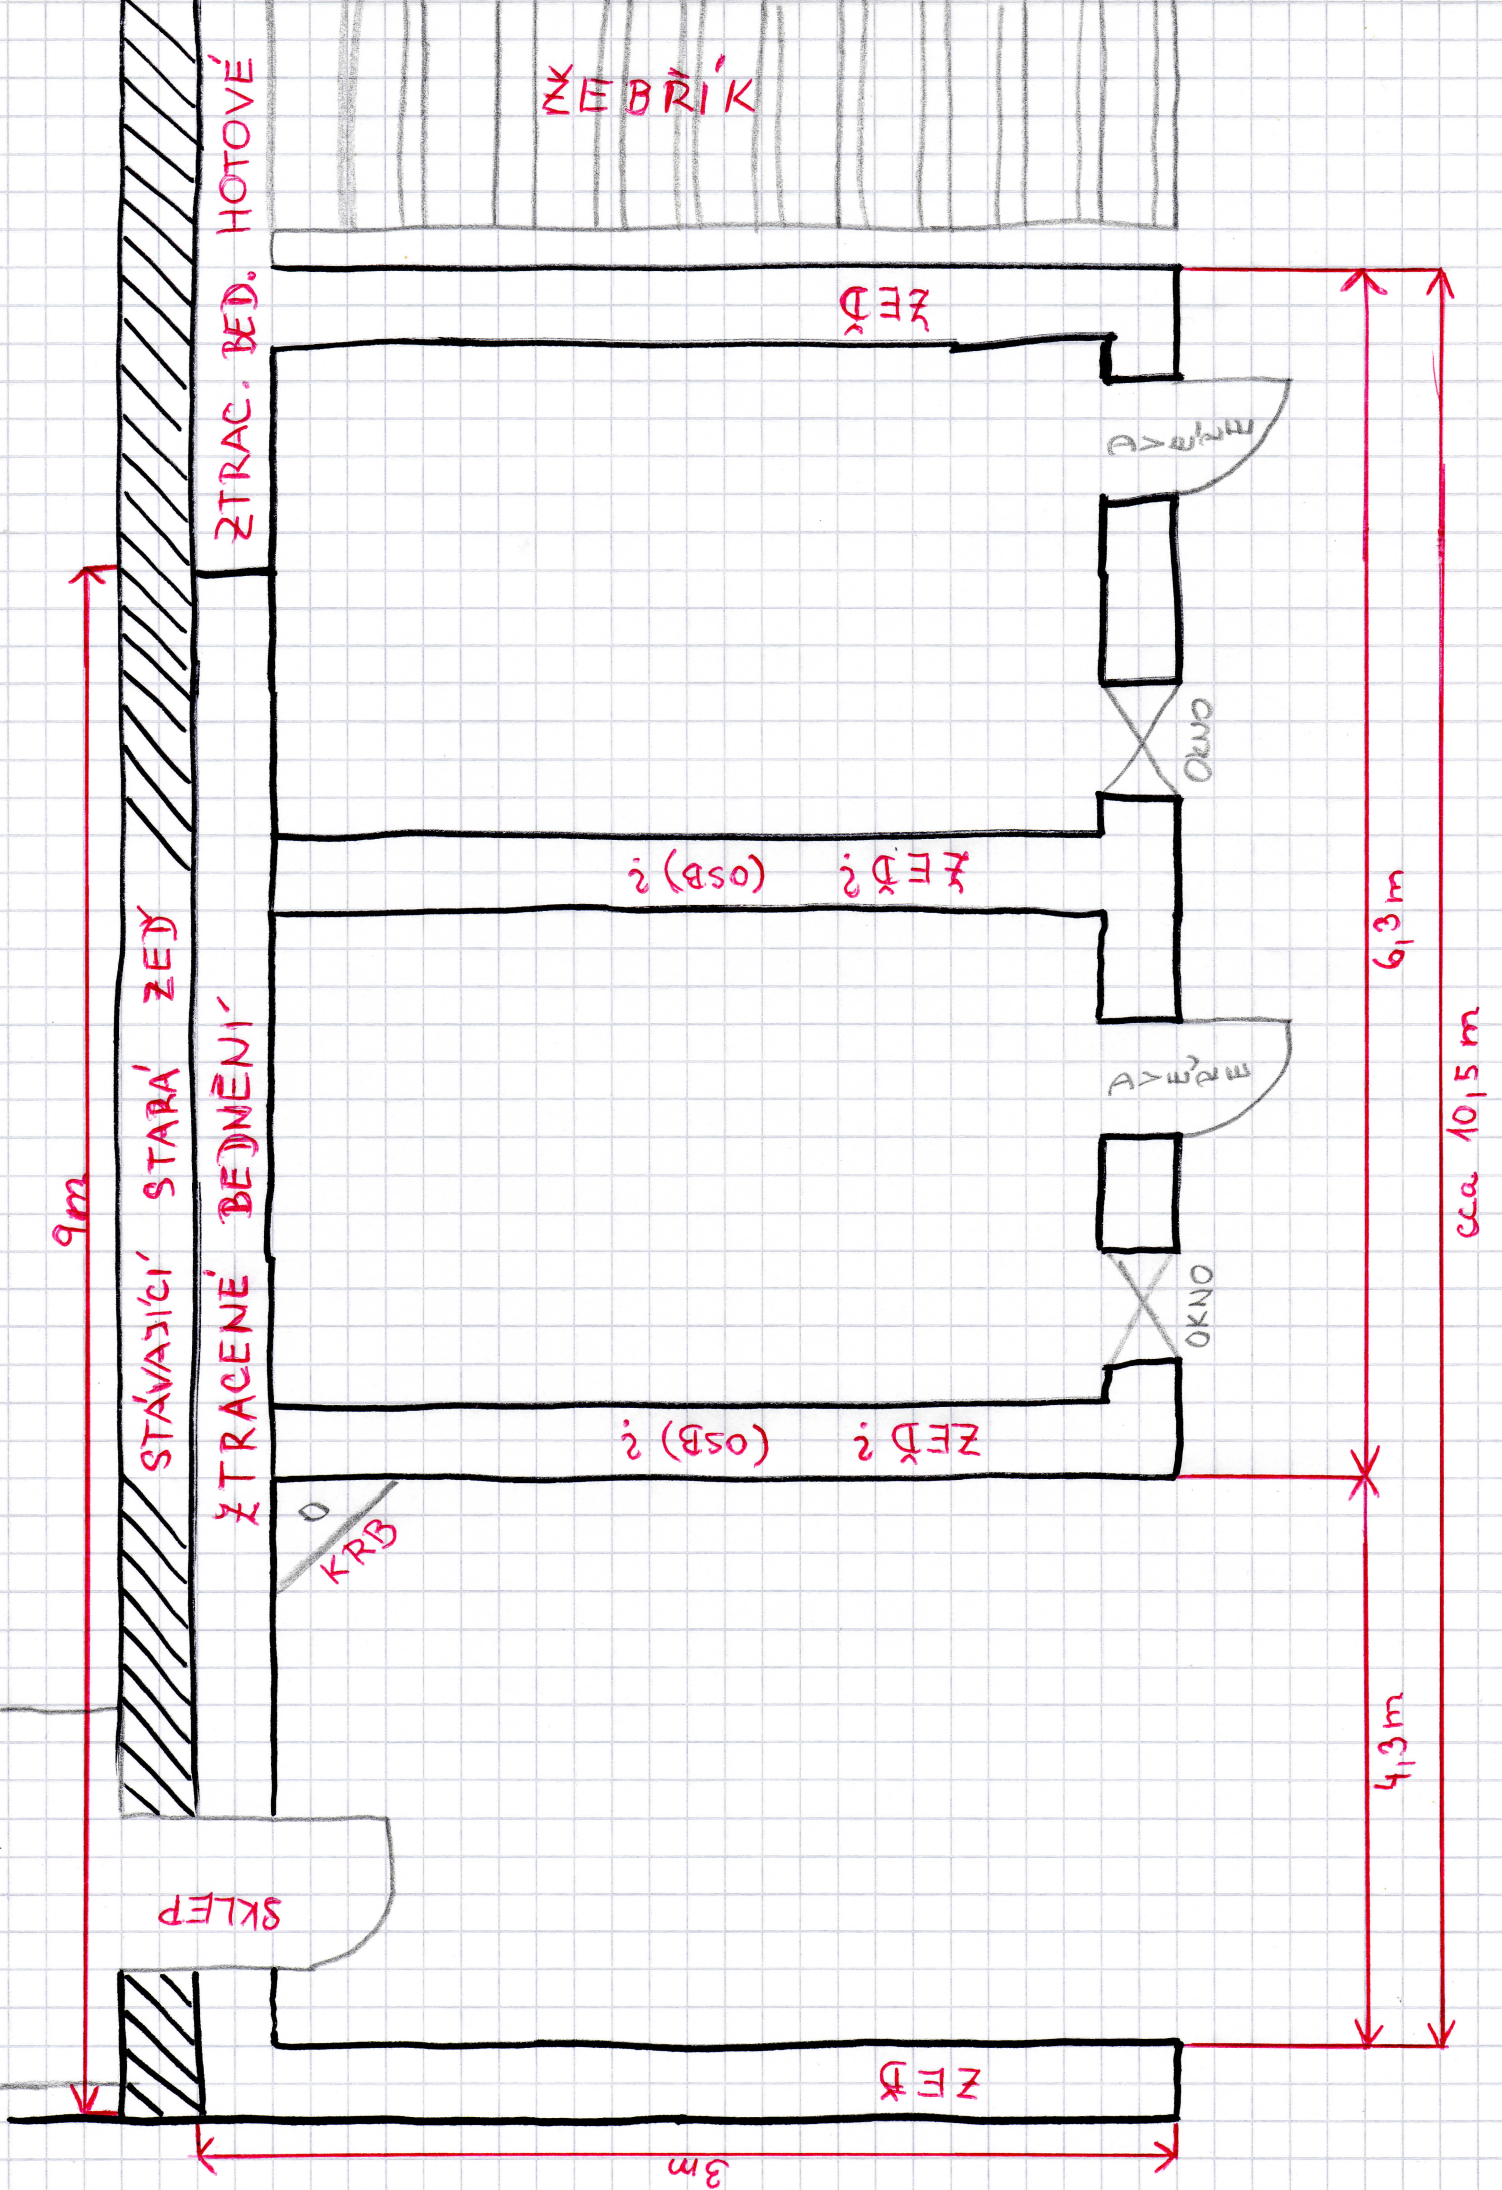 ŽEBŘÍK
ZTRAC. BED. HOTOVÉ
ZEĎ
DVEŘE
OKNO
ZEĎ? (OSB)?
6,3m
cca 10,5m
STÁVAJÍCÍ STARÁ ZEĎ
ZTRACENÉ BEDNĚNÍ
9m
DVEŘE
OKNO
ZEĎ? (OSB)?
KRB
4,3m
SKLEP
ZEĎ
3m